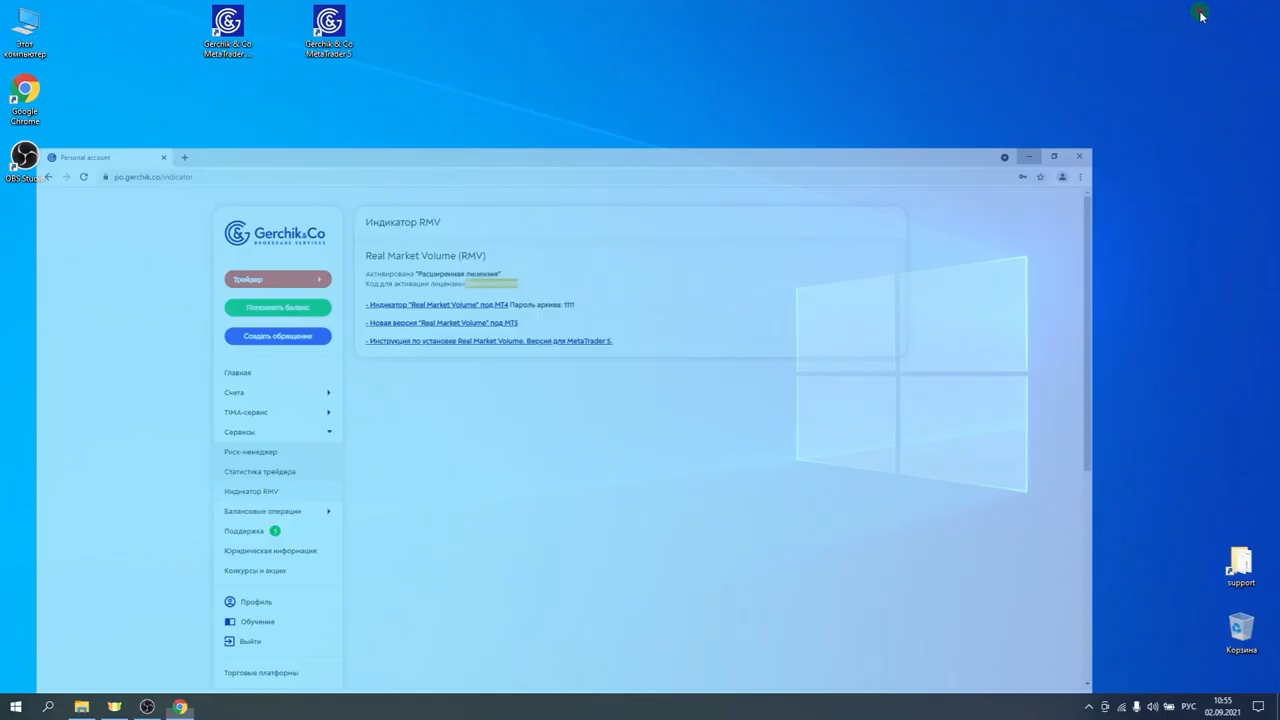 Этот
компьютер
Gerchik & Co
MetaTrader ...
Gerchik & Co
MetaTrader 5
Google
Chrome
OBS Studio
Personal account
po.gerchik.co/indicator
Gerchik&Co
BROKERAGE SERVICES
Трейдер
Пополнить баланс
Создать обращение
Главная
Счета
TIMA-сервис
Сервисы
Риск-менеджер
Статистика трейдера
Индикатор RMV
Балансовые операции
Поддержка 1
Юридическая информация
Конкурсы и акции
Профиль
Обучение
Выйти
Торговые платформы
Индикатор RMV
Real Market Volume (RMV)
Активирована "Расширенная лицензия"
Код для активации лицензии:
- Индикатор "Real Market Volume" под MT4 Пароль архива: 1111
- Новая версия "Real Market Volume" под MT5
- Инструкция по установке Real Market Volume. Версия для MetaTrader 5.
support
Корзина
РУС
10:55
02.09.2021